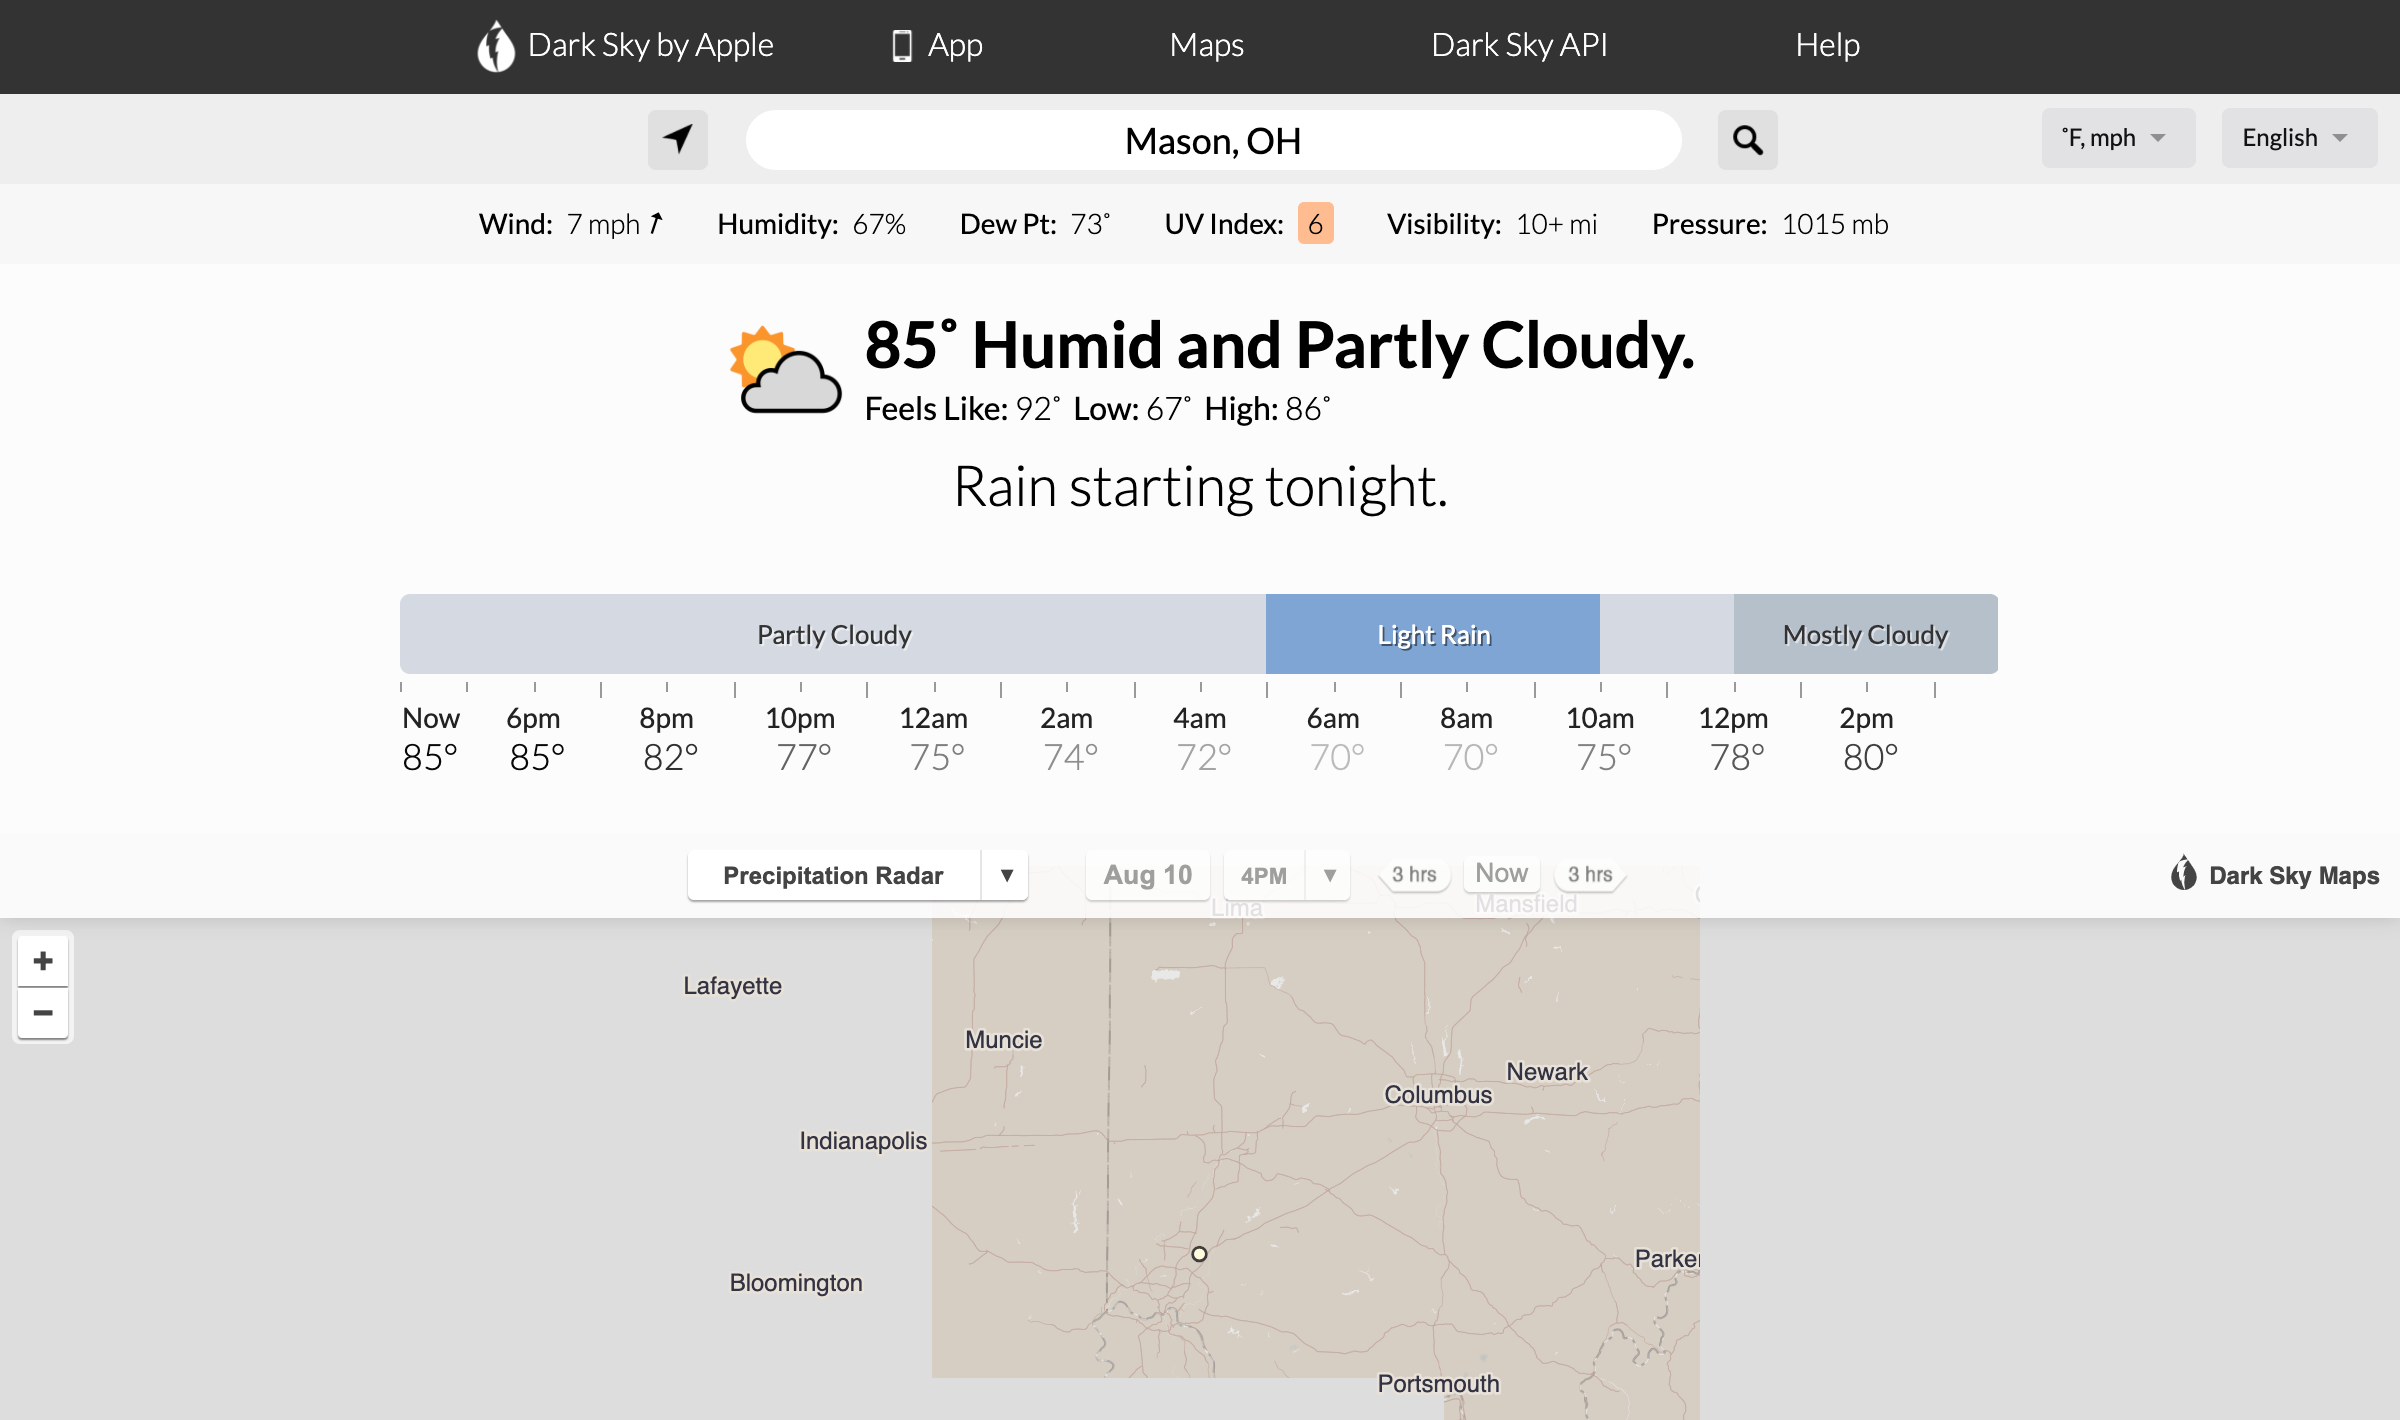 Dark Sky by Apple App Maps Dark Sky API Help
Mason, OH ˚F, mph English
Wind: 7 mph Humidity: 67% Dew Pt: 73˚ UV Index: 6 Visibility: 10+ mi Pressure: 1015 mb
85˚ Humid and Partly Cloudy.
Feels Like: 92˚ Low: 67˚ High: 86˚
Rain starting tonight.
Partly Cloudy Light Rain Mostly Cloudy
Now 6pm 8pm 10pm 12am 2am 4am 6am 8am 10am 12pm 2pm
85° 85° 82° 77° 75° 74° 72° 70° 70° 75° 78° 80°
Precipitation Radar ▼ Aug 10 4PM ▼ 3 hrs Now 3 hrs Dark Sky Maps
Lima Mansfield
+
Lafayette
−
Muncie
Newark
Columbus
Indianapolis
Parker
Bloomington
Portsmouth